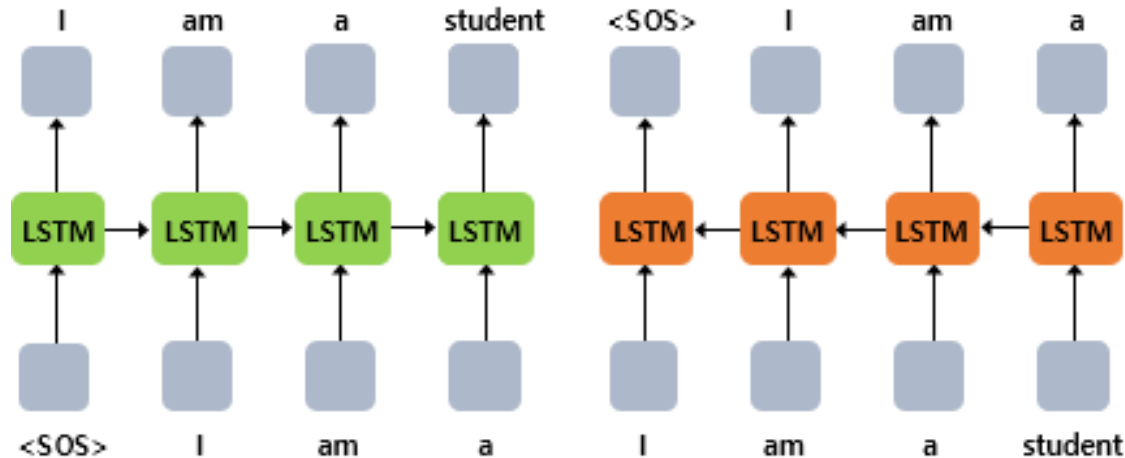 I am a student <SOS> I am a
LSTM LSTM LSTM LSTM LSTM LSTM LSTM LSTM
<SOS> I am a I am a student